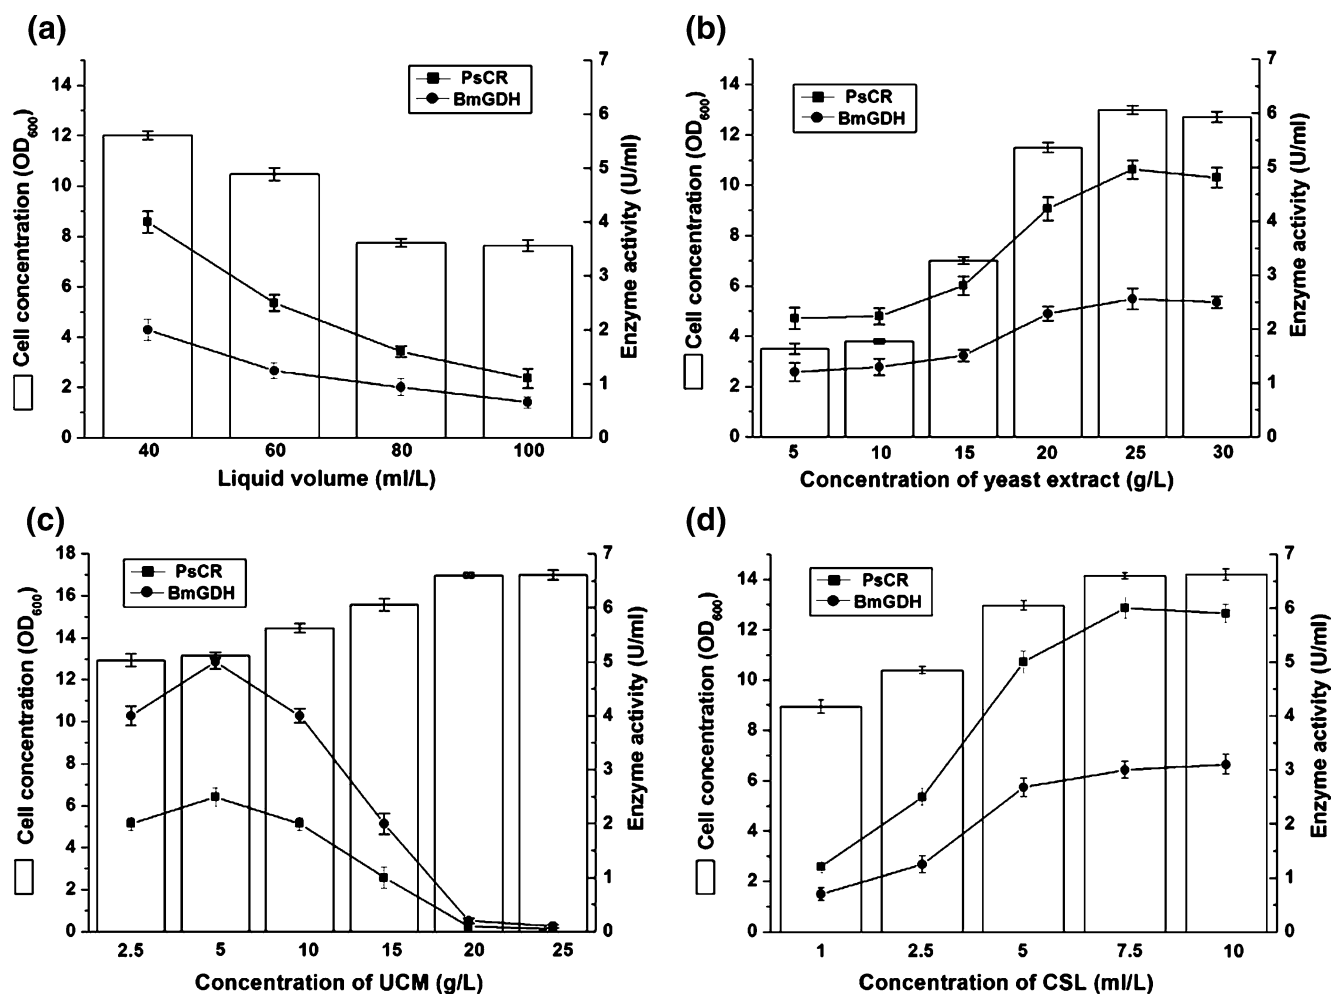 (a)
PsCR
BmGDH
Cell concentration (OD600)
14
12
10
8
6
4
2
0
7
6
5
4
3
2
1
0
Enzyme activity (U/ml)
40 60 80 100
Liquid volume (ml/L)
(b)
PsCR
BmGDH
Cell concentration (OD600)
14
12
10
8
6
4
2
0
7
6
5
4
3
2
1
0
Enzyme activity (U/ml)
5 10 15 20 25 30
Concentration of yeast extract (g/L)
(c)
PsCR
BmGDH
Cell concentration (OD600)
18
16
14
12
10
8
6
4
2
0
7
6
5
4
3
2
1
0
Enzyme activity (U/ml)
2.5 5 10 15 20 25
Concentration of UCM (g/L)
(d)
PsCR
BmGDH
Cell concentration (OD600)
14
12
10
8
6
4
2
0
7
6
5
4
3
2
1
0
Enzyme activity (U/ml)
1 2.5 5 7.5 10
Concentration of CSL (ml/L)